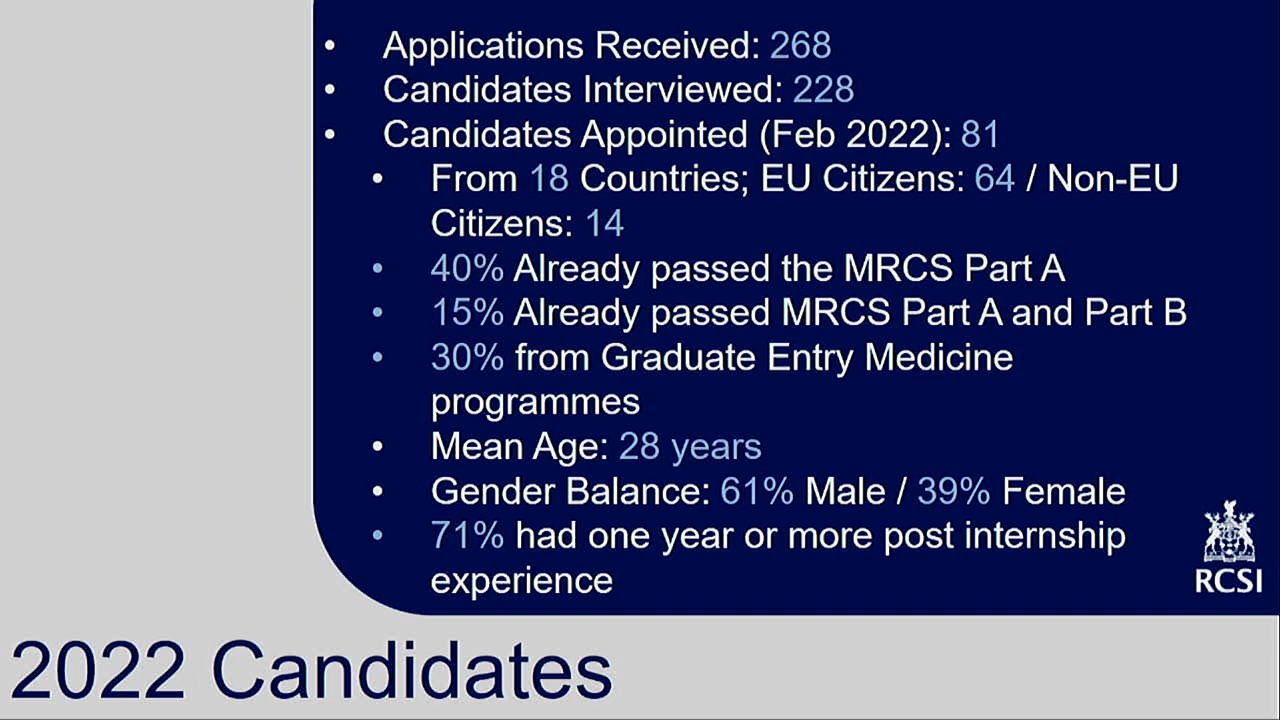 • Applications Received: 268
• Candidates Interviewed: 228
• Candidates Appointed (Feb 2022): 81
• From 18 Countries; EU Citizens: 64 / Non-EU
Citizens: 14
• 40% Already passed the MRCS Part A
• 15% Already passed MRCS Part A and Part B
• 30% from Graduate Entry Medicine
programmes
• Mean Age: 28 years
• Gender Balance: 61% Male / 39% Female
• 71% had one year or more post internship
experience
RCSI
2022 Candidates